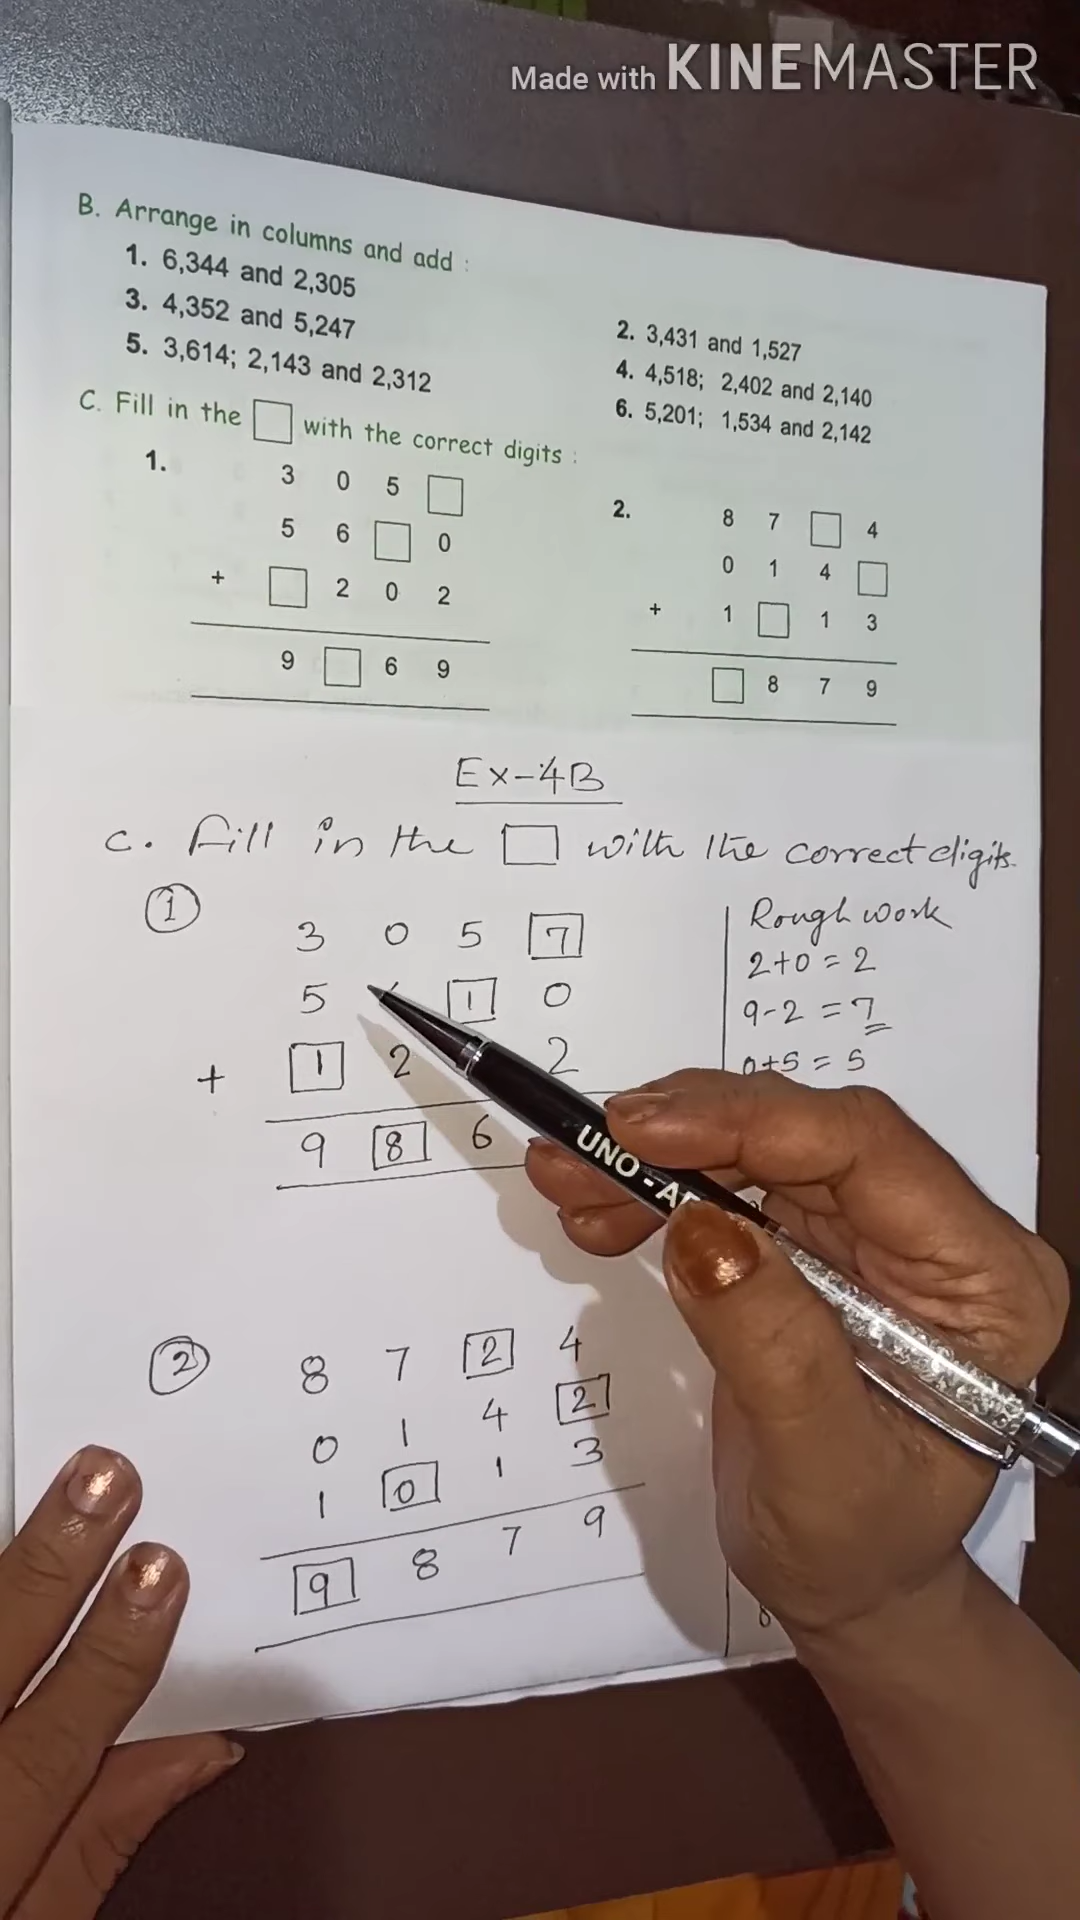 Made with KINEMASTER
B. Arrange in columns and add :
1. 6,344 and 2,305
3. 4,352 and 5,247
5. 3,614; 2,143 and 2,312
2. 3,431 and 1,527
4. 4,518; 2,402 and 2,140
6. 5,201; 1,534 and 2,142
C. Fill in the □ with the correct digits :
1.
3 0 5 □
5 6 □ 0
+ □ 2 0 2
9 □ 6 9
2.
8 7 □ 4
0 1 4 □
+ 1 □ 1 3
□ 8 7 9
Ex-4B
C. Fill in the □ with the correct digits.
1
3 0 5 7
5 1 0
+ 1 2 2
9 8 6
Rough work
2+0 = 2
9-2 = 7
0+5 = 5
2
8 7 2 4
0 1 4 2
1 0 1 3
9 8 7 9
8
UNO-